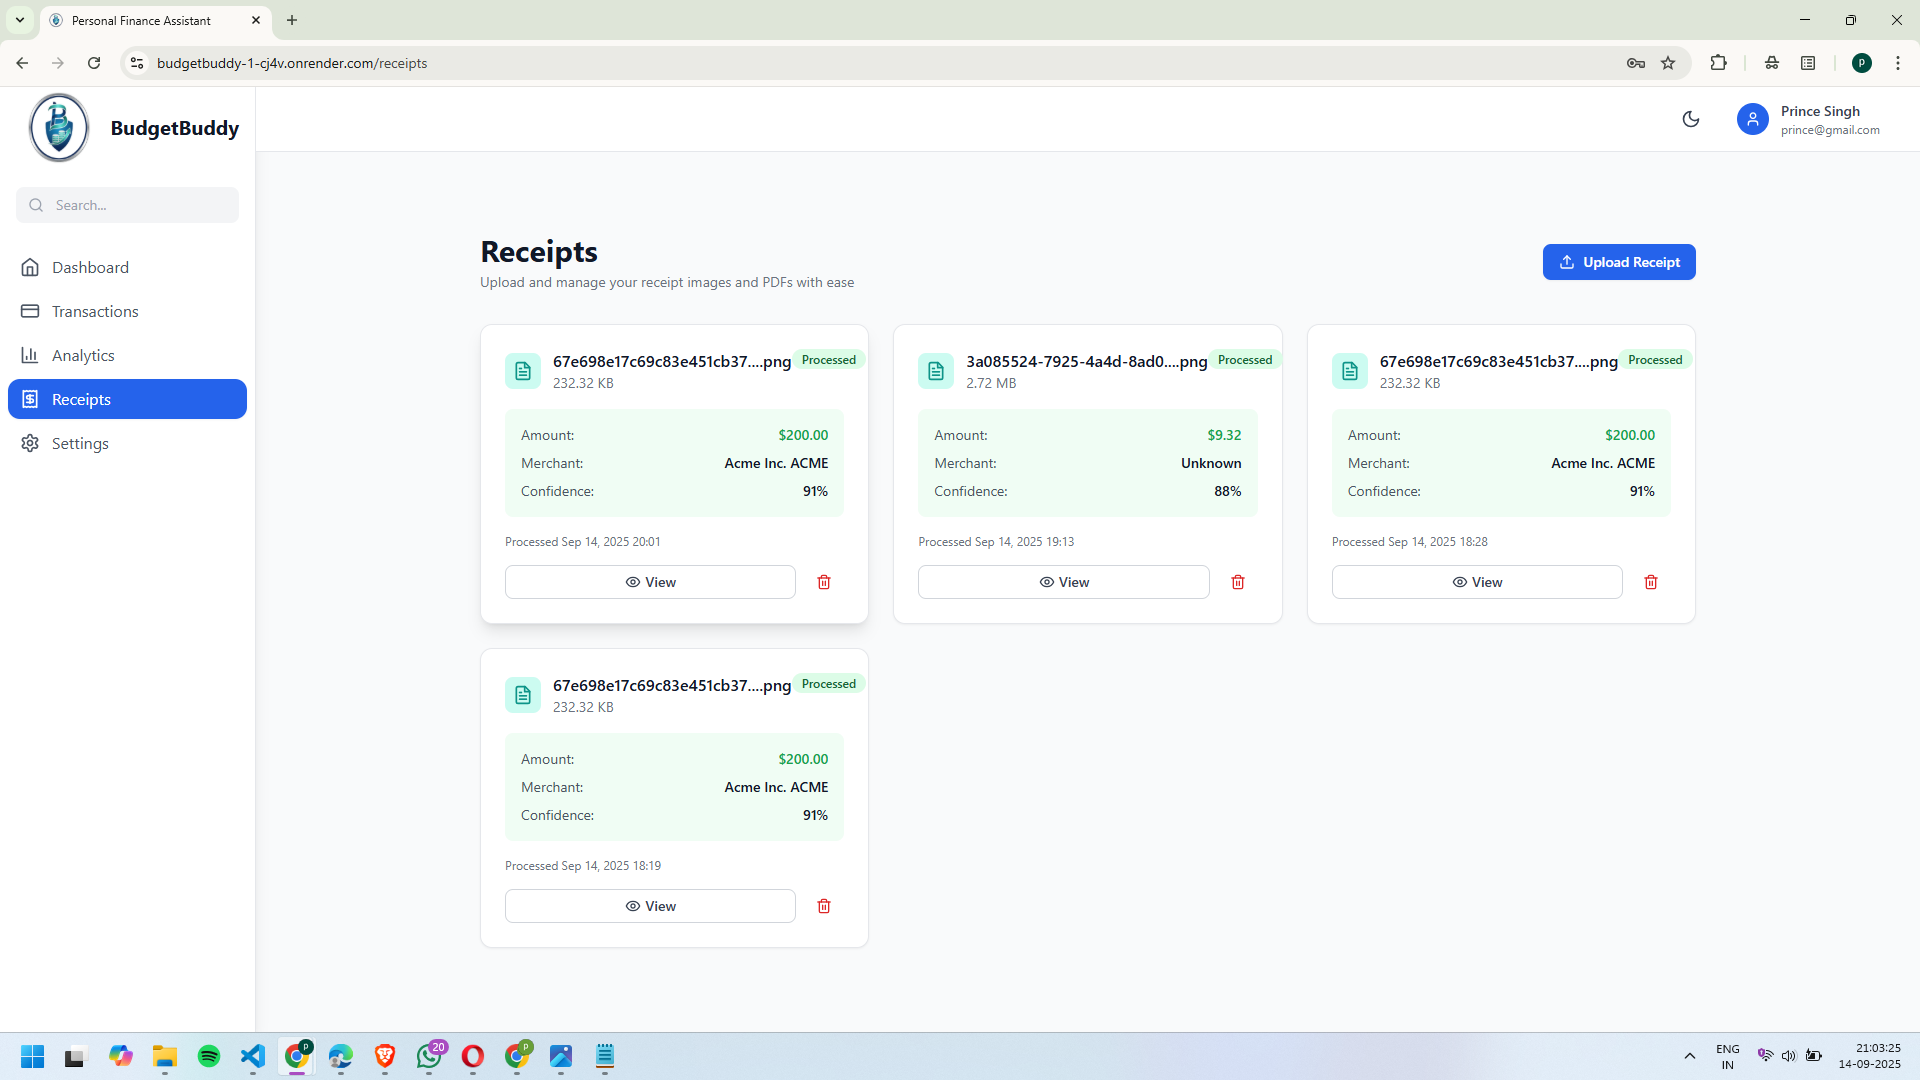 Personal Finance Assistant
budgetbuddy-1-cj4v.onrender.com/receipts
P
BudgetBuddy
Prince Singh
prince@gmail.com
Search...
Dashboard
Transactions
Analytics
Receipts
Settings
Receipts
Upload and manage your receipt images and PDFs with ease
Upload Receipt
67e698e17c69c83e451cb37....png Processed
232.32 KB
Amount: $200.00
Merchant: Acme Inc. ACME
Confidence: 91%
Processed Sep 14, 2025 20:01
View
3a085524-7925-4a4d-8ad0....png Processed
2.72 MB
Amount: $9.32
Merchant: Unknown
Confidence: 88%
Processed Sep 14, 2025 19:13
View
67e698e17c69c83e451cb37....png Processed
232.32 KB
Amount: $200.00
Merchant: Acme Inc. ACME
Confidence: 91%
Processed Sep 14, 2025 18:28
View
67e698e17c69c83e451cb37....png Processed
232.32 KB
Amount: $200.00
Merchant: Acme Inc. ACME
Confidence: 91%
Processed Sep 14, 2025 18:19
View
P
20
P
ENG
IN
21:03:25
14-09-2025